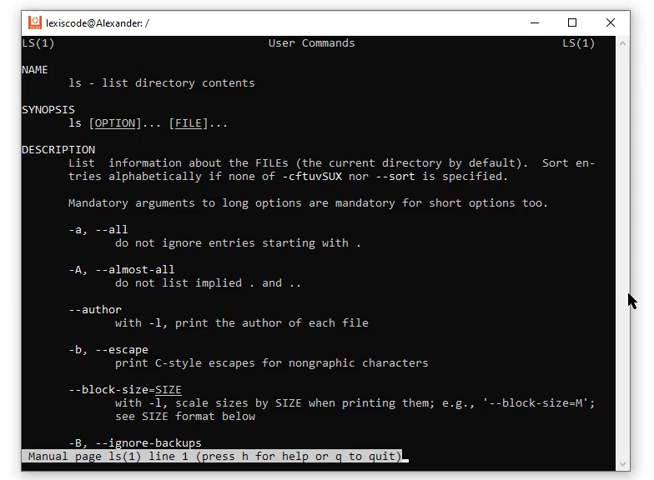 lexiscode@Alexander: /
LS(1) User Commands LS(1)
NAME
ls - list directory contents
SYNOPSIS
ls [OPTION]... [FILE]...
DESCRIPTION
List information about the FILEs (the current directory by default). Sort en-
tries alphabetically if none of -cftuvSUX nor --sort is specified.
Mandatory arguments to long options are mandatory for short options too.
-a, --all
do not ignore entries starting with .
-A, --almost-all
do not list implied . and ..
--author
with -l, print the author of each file
-b, --escape
print C-style escapes for nongraphic characters
--block-size=SIZE
with -l, scale sizes by SIZE when printing them; e.g., '--block-size=M';
see SIZE format below
-B, --ignore-backups
Manual page ls(1) line 1 (press h for help or q to quit)